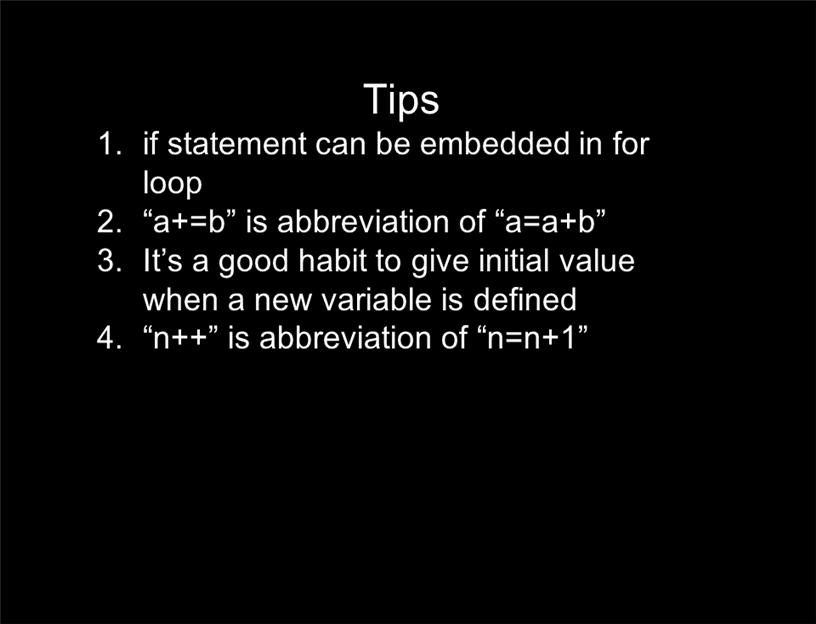 Tips
1. if statement can be embedded in for
loop
2. “a+=b” is abbreviation of “a=a+b”
3. It’s a good habit to give initial value
when a new variable is defined
4. “n++” is abbreviation of “n=n+1”